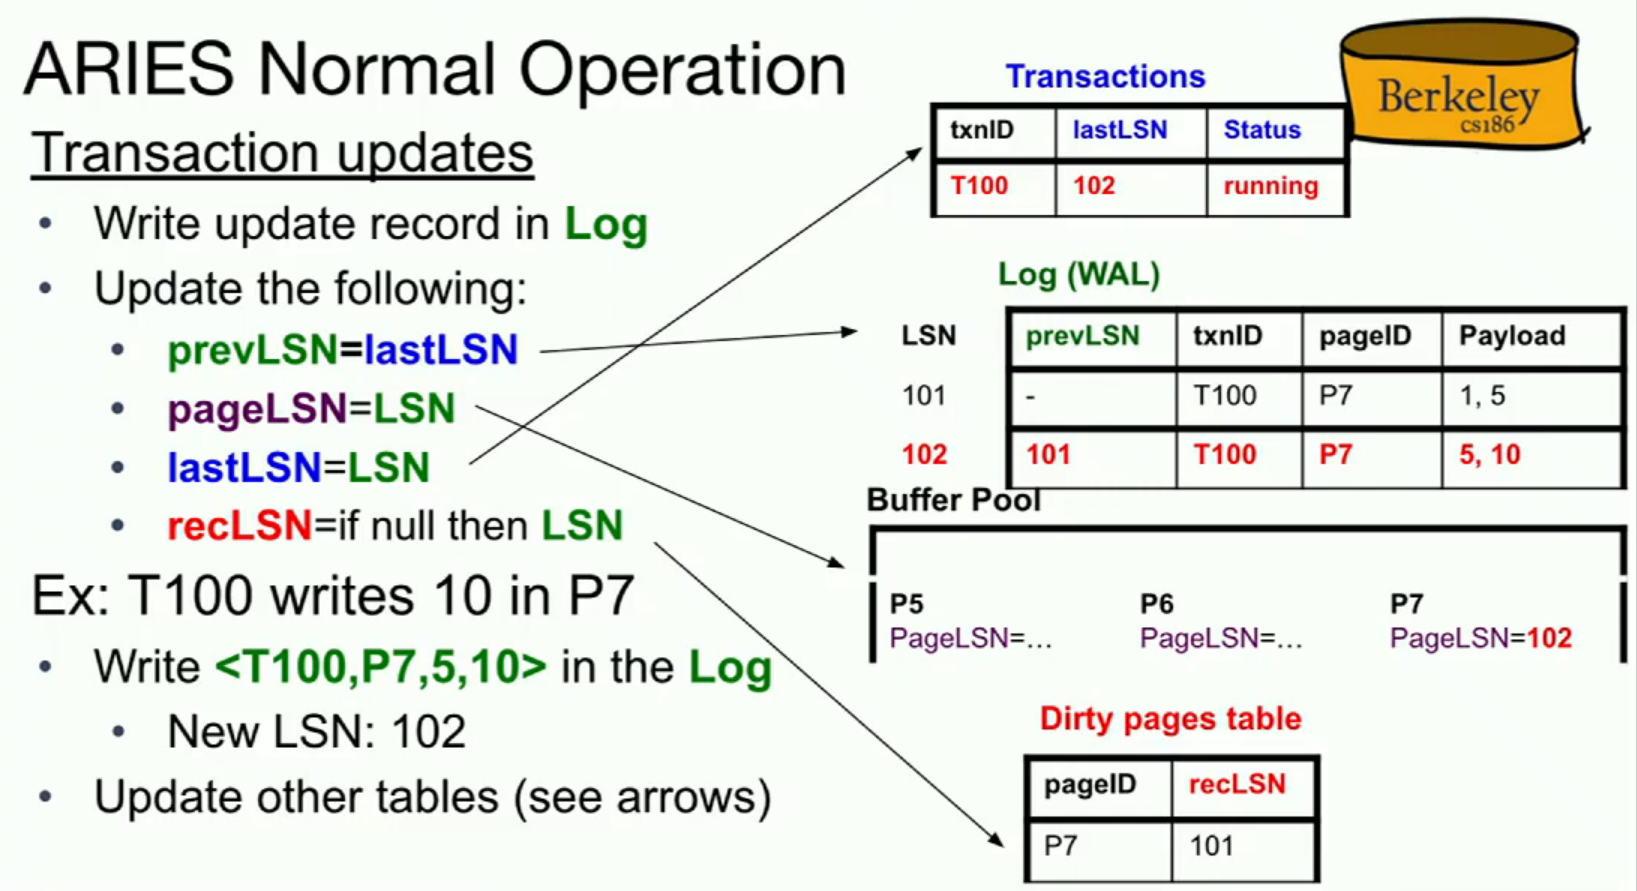 ARIES Normal Operation
Transaction updates
• Write update record in Log
• Update the following:
• prevLSN=lastLSN
• pageLSN=LSN
• lastLSN=LSN
• recLSN=if null then LSN
Ex: T100 writes 10 in P7
• Write <T100,P7,5,10> in the Log
• New LSN: 102
• Update other tables (see arrows)
Transactions
txnID lastLSN Status
T100 102 running
Berkeley
cs186
Log (WAL)
LSN prevLSN txnID pageID Payload
101 - T100 P7 1, 5
102 101 T100 P7 5, 10
Buffer Pool
P5 P6 P7
PageLSN=... PageLSN=... PageLSN=102
Dirty pages table
pageID recLSN
P7 101